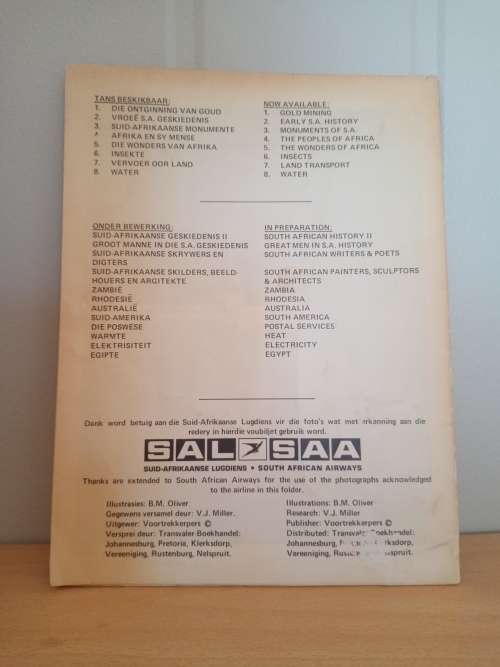 TANS BESKIKBAAR:
1. DIE ONTGINNING VAN GOUD
2. VROEË S.A. GESKIEDENIS
3. SUID-AFRIKAANSE MONUMENTE
AFRIKA EN SY MENSE
5. DIE WONDERS VAN AFRIKA
6. INSEKTE
7. VERVOER OOR LAND
8. WATER
NOW AVAILABLE:
1. GOLD MINING
2. EARLY S.A. HISTORY
3. MONUMENTS OF S.A.
4. THE PEOPLES OF AFRICA
5. THE WONDERS OF AFRICA
6. INSECTS
7. LAND TRANSPORT
8. WATER
ONDER BEWERKING:
SUID-AFRIKAANSE GESKIEDENIS II
GROOT MANNE IN DIE S.A. GESKIEDENIS
SUID-AFRIKAANSE SKRYWERS EN
DIGTERS
SUID-AFRIKAANSE SKILDERS, BEELD-
HOUERS EN ARGITEKTE
ZAMBIË
RHODESIË
AUSTRALIË
SUID-AMERIKA
DIE POSWESE
WARMTE
ELEKTRISITEIT
EGIPTE
IN PREPARATION:
SOUTH AFRICAN HISTORY II
GREAT MEN IN S.A. HISTORY
SOUTH AFRICAN WRITERS & POETS
SOUTH AFRICAN PAINTERS, SCULPTORS
& ARCHITECTS
ZAMBIA
RHODESIA
AUSTRALIA
SOUTH AMERICA
POSTAL SERVICES
HEAT
ELECTRICITY
EGYPT
Dank word betuig aan die Suid-Afrikaanse Lugdiens vir die foto's wat met rrkanning aan die
redery in hierdie voubiljet gebruik word.
SAL SAA
SUID-AFRIKAANSE LUGDIENS • SOUTH AFRICAN AIRWAYS
Thanks are extended to South African Airways for the use of the photographs acknowledged
to the airline in this folder.
Illustrasies: B.M. Oliver
Gegewens versamel deur: V.J. Miller.
Uitgewer: Voortrekkerpers ©
Versprei deur: Transvaler-Boekhandel:
Johannesburg, Pretoria, Klerksdorp,
Vereeniging, Rustenburg, Nelspruit.
Illustrations: B.M. Oliver
Research: V.J. Miller
Publisher: Voortrekkerpers ©
Distributed: Transvaler-Boekhandel:
Johannesburg,
Vereeniging, Nelspruit.